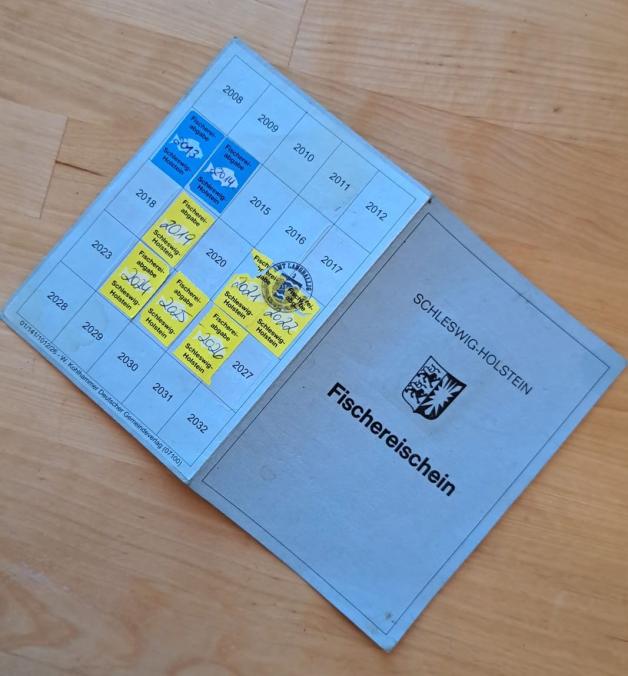 2008
2009
2010
2011
2012
Fischerei-
abgabe
2013
Schleswig-
Holstein
Fischerei-
abgabe
2014
Schleswig-
Holstein
2015
2016
2017
2018
Fischerei-
abgabe
2019
Schleswig-
Holstein
2020
2021
Schleswig-
Holstein
2022
Schleswig-
Holstein
2023
Fischerei-
abgabe
2024
Schleswig-
Holstein
Fischerei-
abgabe
2025
Schleswig-
Holstein
Fischerei-
abgabe
2026
Schleswig-
Holstein
2027
2028
2029
2030
2031
2032
W. Kohlhammer Deutscher Gemeindeverlag (07100)
SCHLESWIG-HOLSTEIN
Fischereischein